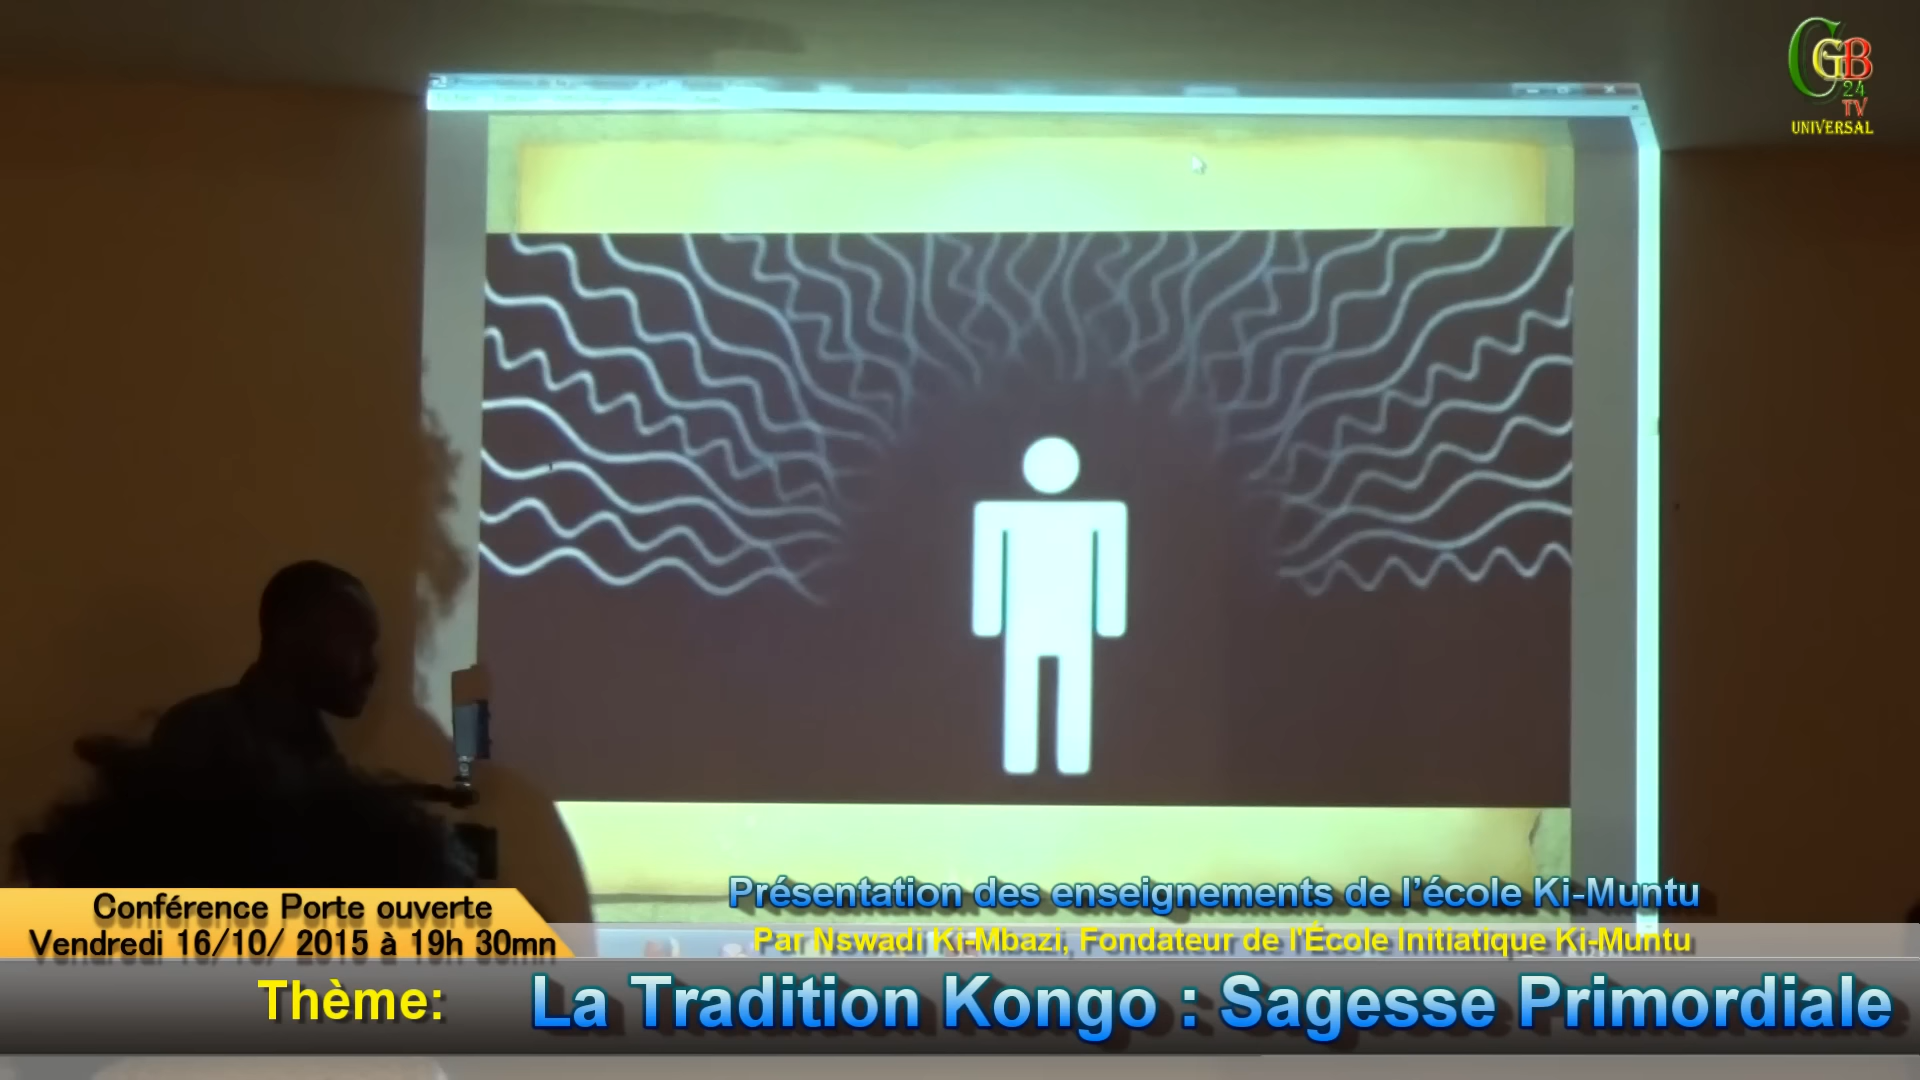 CGB
24
TV
UNIVERSAL
Présentation des enseignements de l'école Ki-Muntu
Conférence Porte ouverte
Vendredi 16/10/ 2015 à 19h 30mn
Par Nswadi Ki-Mbazi, Fondateur de l'École Initiatique Ki-Muntu
Thème: La Tradition Kongo : Sagesse Primordiale